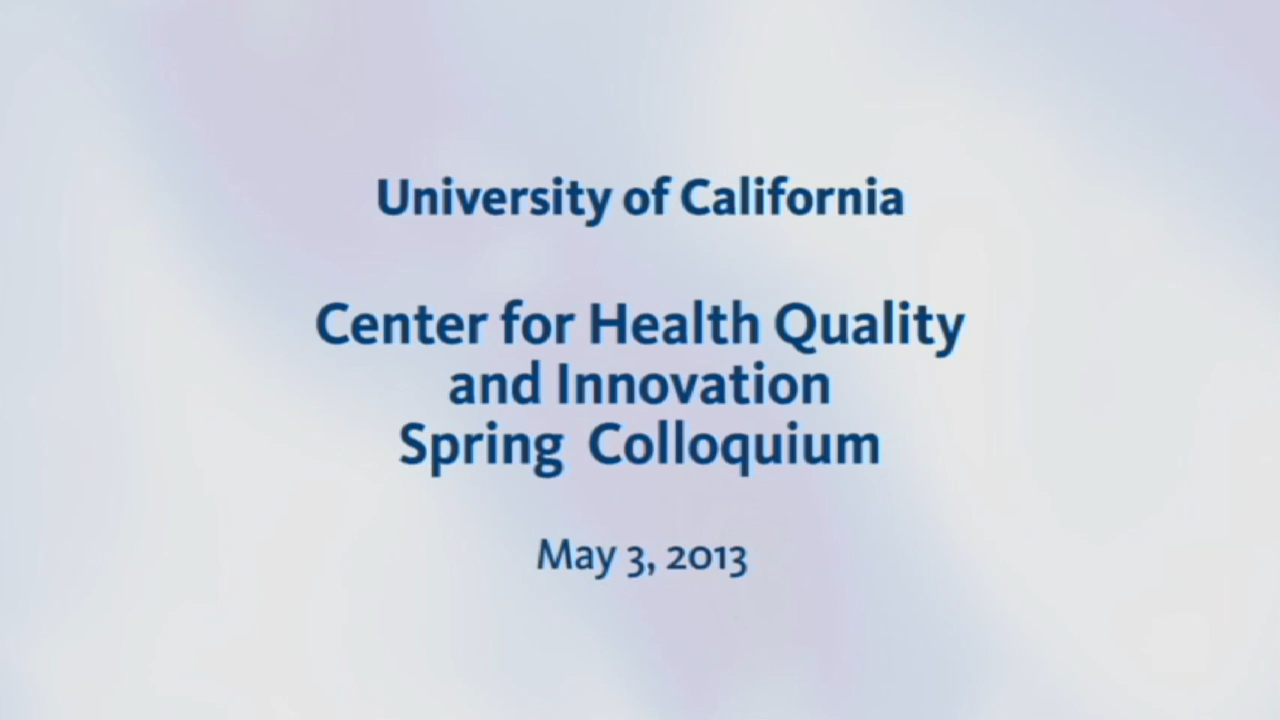 University of California
Center for Health Quality
and Innovation
Spring Colloquium
May 3, 2013